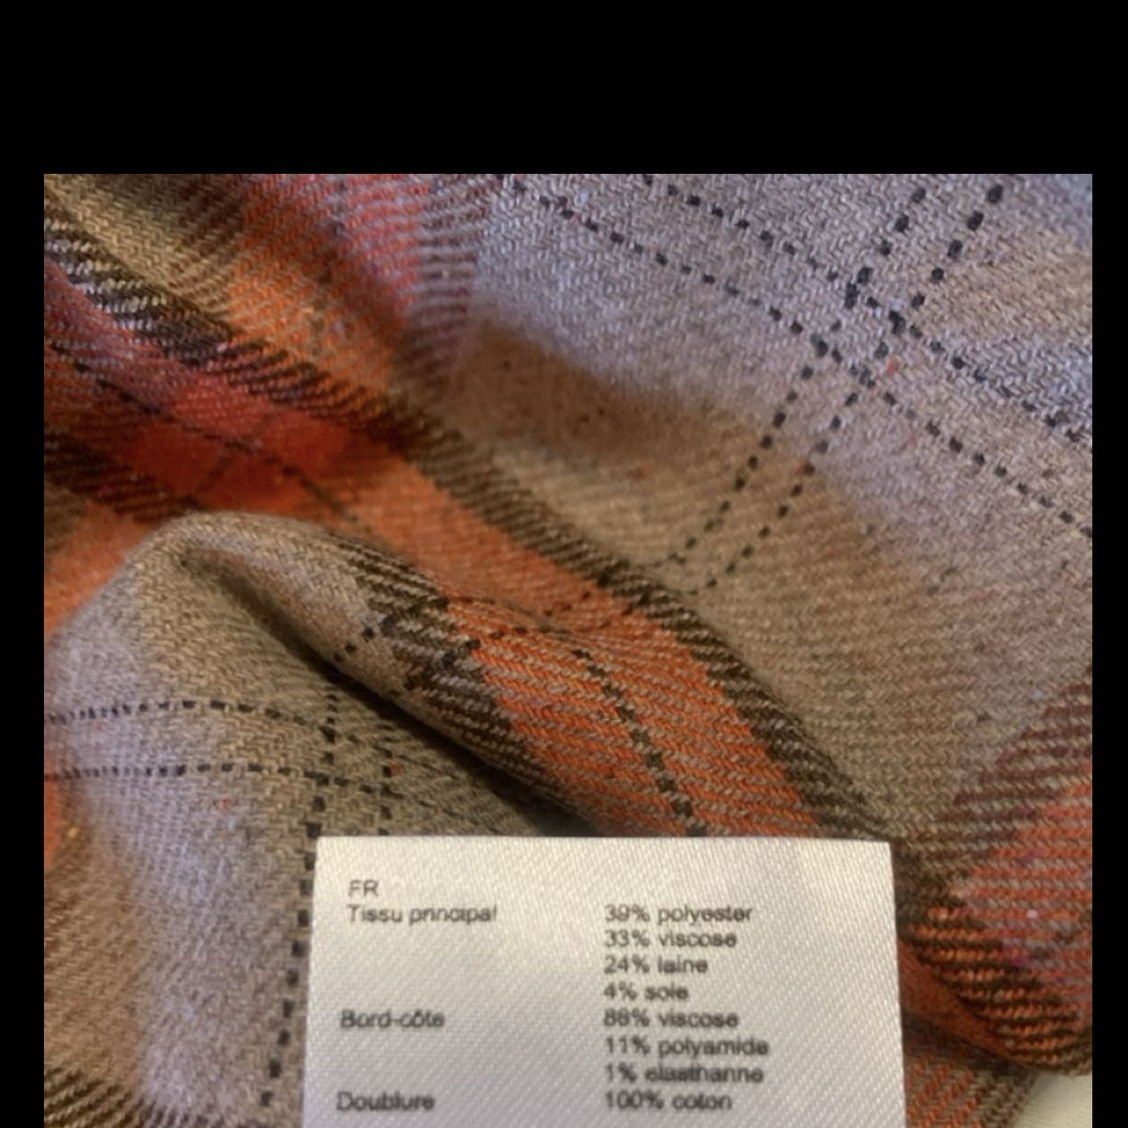 FR
Tissu principal 39% polyester
33% viscose
24% laine
4% soie
Bord-côte 88% viscose
11% polyamide
1% élasthanne
Doublure 100% coton